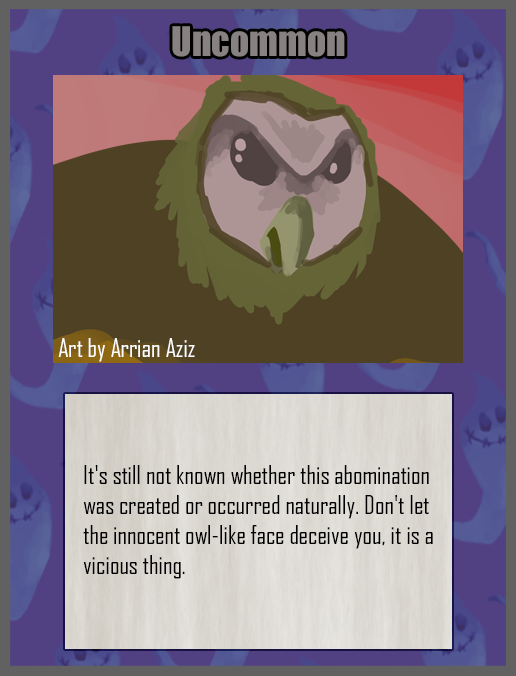 Uncommon
Art by Arrian Aziz
It's still not known whether this abomination
was created or occurred naturally. Don't let
the innocent owl-like face deceive you, it is a
vicious thing.